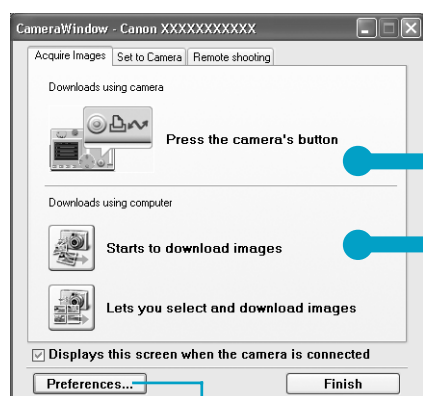 CameraWindow - Canon XXXXXXXXXXX
Acquire Images Set to Camera Remote shooting
Downloads using camera
Press the camera's button
Downloads using computer
Starts to download images
Lets you select and download images
Displays this screen when the camera is connected
Preferences... Finish